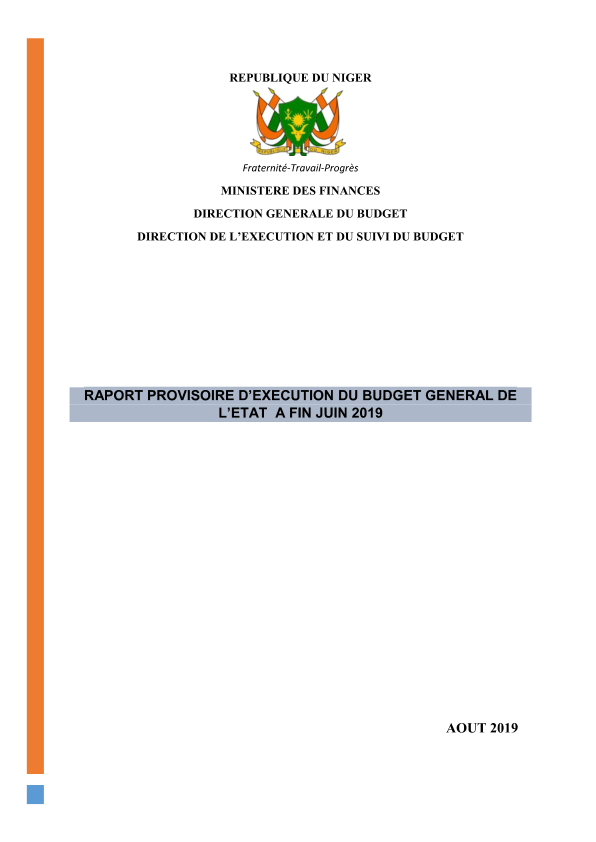 REPUBLIQUE DU NIGER
Fraternité-Travail-Progrès
MINISTERE DES FINANCES
DIRECTION GENERALE DU BUDGET
DIRECTION DE L’EXECUTION ET DU SUIVI DU BUDGET
RAPORT PROVISOIRE D’EXECUTION DU BUDGET GENERAL DE
L’ETAT A FIN JUIN 2019
AOUT 2019